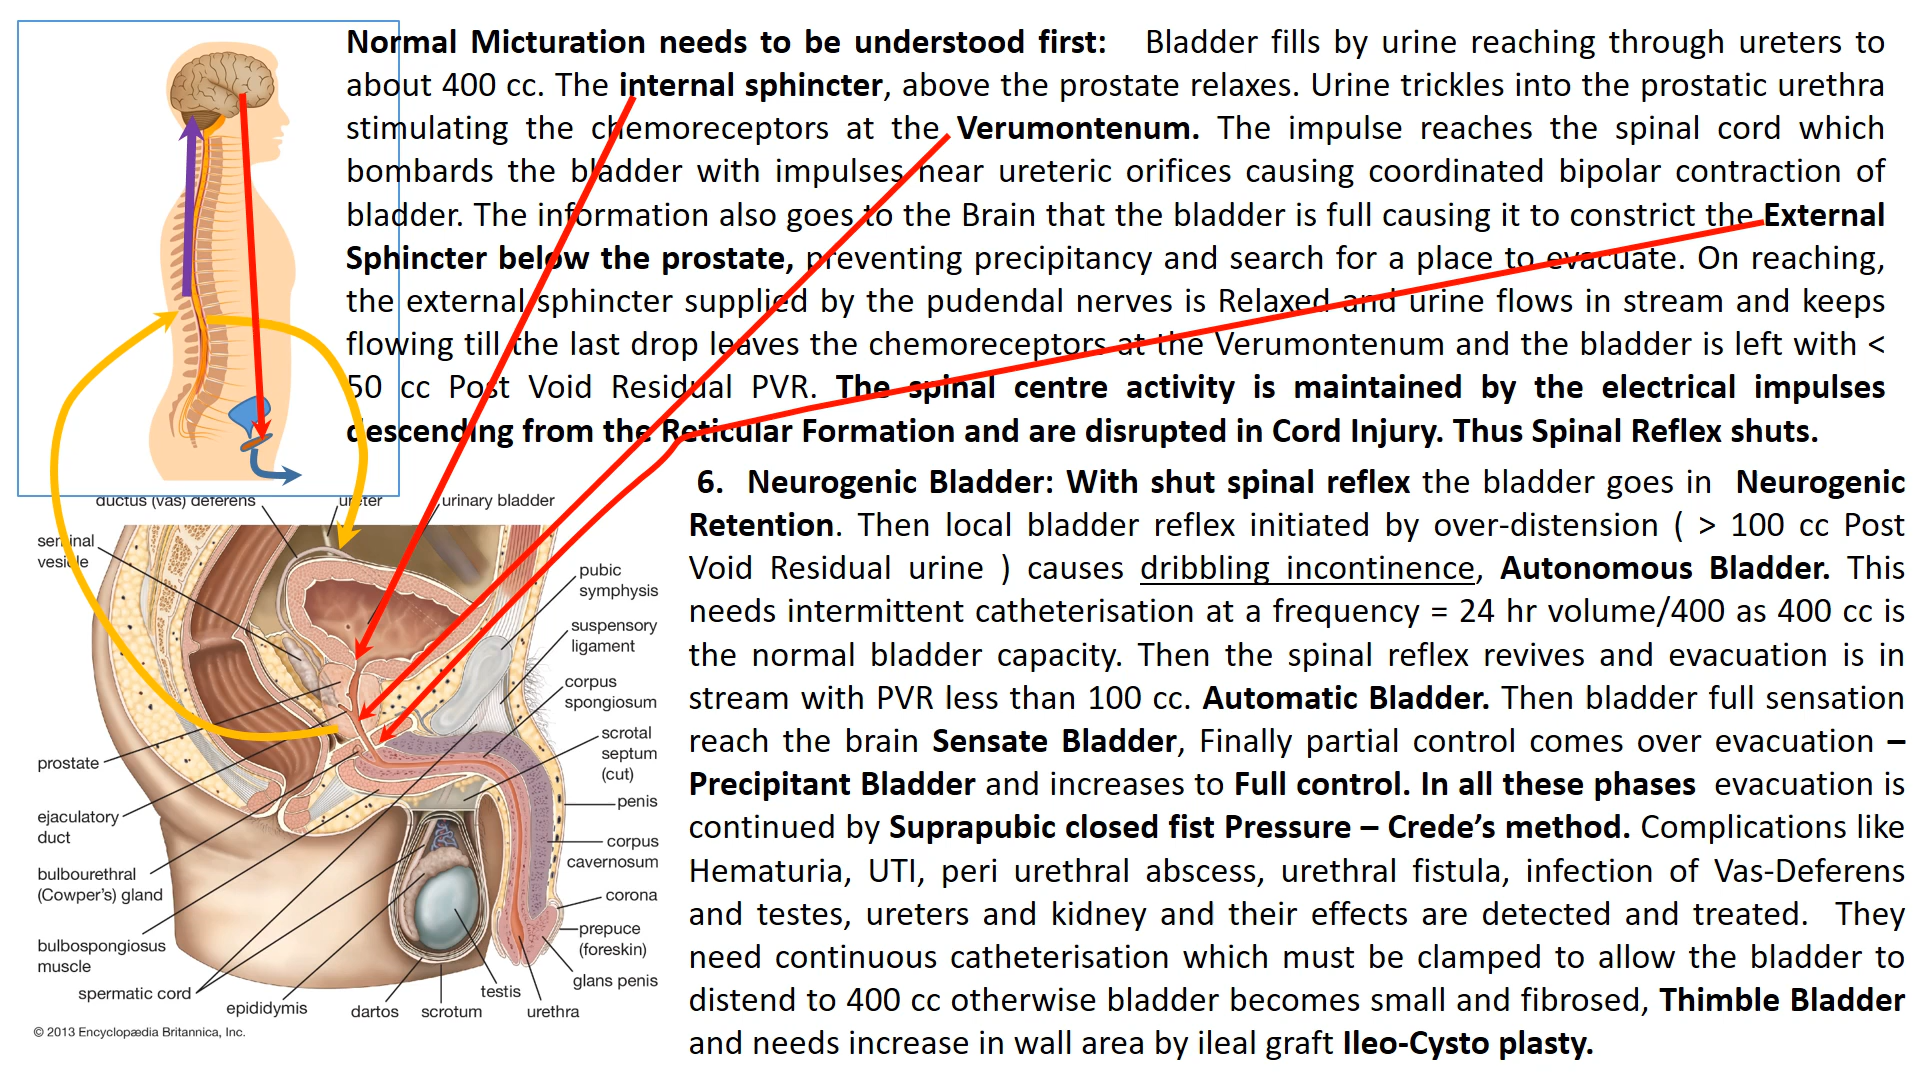 Normal Micturation needs to be understood first: Bladder fills by urine reaching through ureters to
about 400 cc. The internal sphincter, above the prostate relaxes. Urine trickles into the prostatic urethra
stimulating the chemoreceptors at the Verumontenum. The impulse reaches the spinal cord which
bombards the bladder with impulses near ureteric orifices causing coordinated bipolar contraction of
bladder. The information also goes to the Brain that the bladder is full causing it to constrict the External
Sphincter below the prostate, preventing precipitancy and search for a place to evacuate. On reaching,
the external sphincter supplied by the pudendal nerves is Relaxed and urine flows in stream and keeps
flowing till the last drop leaves the chemoreceptors at the Verumontenum and the bladder is left with <
50 cc Post Void Residual PVR. The spinal centre activity is maintained by the electrical impulses
descending from the Reticular Formation and are disrupted in Cord Injury. Thus Spinal Reflex shuts.
6. Neurogenic Bladder: With shut spinal reflex the bladder goes in Neurogenic
Retention. Then local bladder reflex initiated by over-distension ( > 100 cc Post
Void Residual urine ) causes dribbling incontinence, Autonomous Bladder. This
needs intermittent catheterisation at a frequency = 24 hr volume/400 as 400 cc is
the normal bladder capacity. Then the spinal reflex revives and evacuation is in
stream with PVR less than 100 cc. Automatic Bladder. Then bladder full sensation
reach the brain Sensate Bladder, Finally partial control comes over evacuation –
Precipitant Bladder and increases to Full control. In all these phases evacuation is
continued by Suprapubic closed fist Pressure – Crede's method. Complications like
Hematuria, UTI, peri urethral abscess, urethral fistula, infection of Vas-Deferens
and testes, ureters and kidney and their effects are detected and treated. They
need continuous catheterisation which must be clamped to allow the bladder to
distend to 400 cc otherwise bladder becomes small and fibrosed, Thimble Bladder
and needs increase in wall area by ileal graft Ileo-Cysto plasty.
ductus (vas) deferens
ureter
urinary bladder
seminal
vesicle
pubic
symphysis
suspensory
ligament
corpus
spongiosum
scrotal
septum
(cut)
prostate
penis
ejaculatory
duct
corpus
cavernosum
bulbourethral
(Cowper's) gland
corona
bulbospongiosus
muscle
prepuce
(foreskin)
glans penis
spermatic cord
epididymis
dartos
scrotum
testis
urethra
© 2013 Encyclopædia Britannica, Inc.